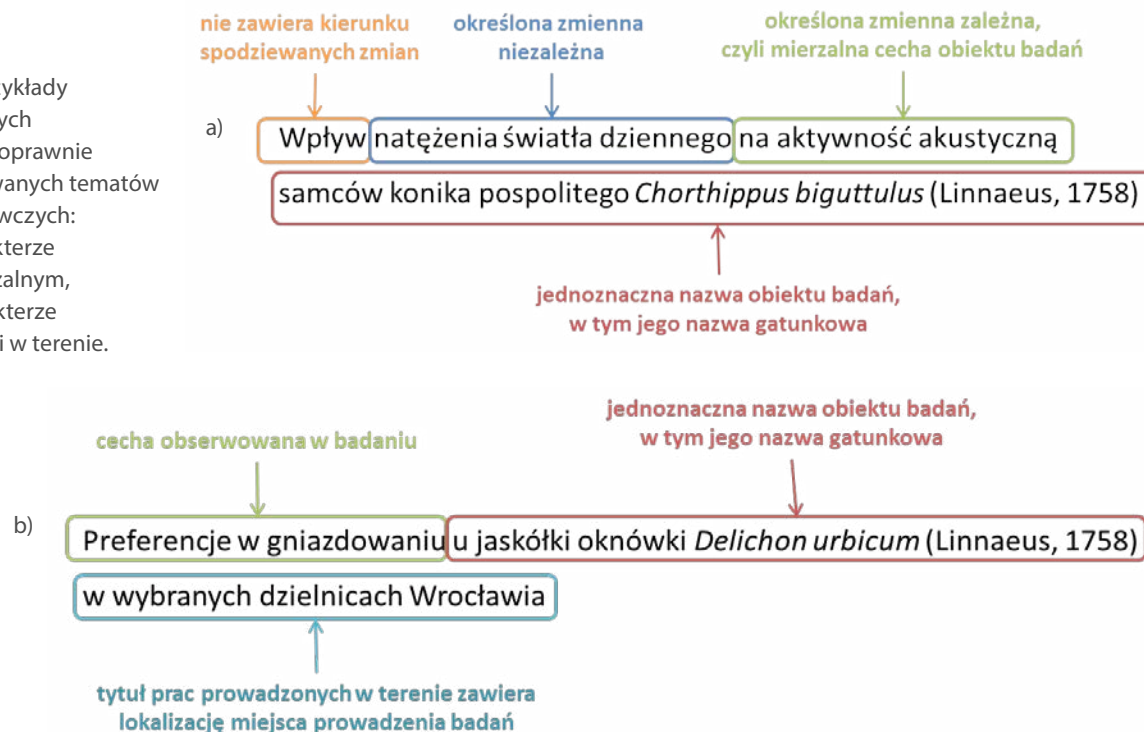 ykłady
ych
oprawnie
wanych tematów
wczych:
kterze
zalnym,
kterze
i w terenie.
a)
nie zawiera kierunku
spodziewanych zmian
określona zmienna
niezależna
określona zmienna zależna,
czyli mierzalna cecha obiektu badań
Wpływ natężenia światła dziennego na aktywność akustyczną
samców konika pospolitego Chorthippus biguttulus (Linnaeus, 1758)
jednoznaczna nazwa obiektu badań,
w tym jego nazwa gatunkowa
b)
cecha obserwowana w badaniu
jednoznaczna nazwa obiektu badań,
w tym jego nazwa gatunkowa
Preferencje w gniazdowaniu u jaskółki oknówki Delichon urbicum (Linnaeus, 1758)
w wybranych dzielnicach Wrocławia
tytuł prac prowadzonych w terenie zawiera
lokalizację miejsca prowadzenia badań